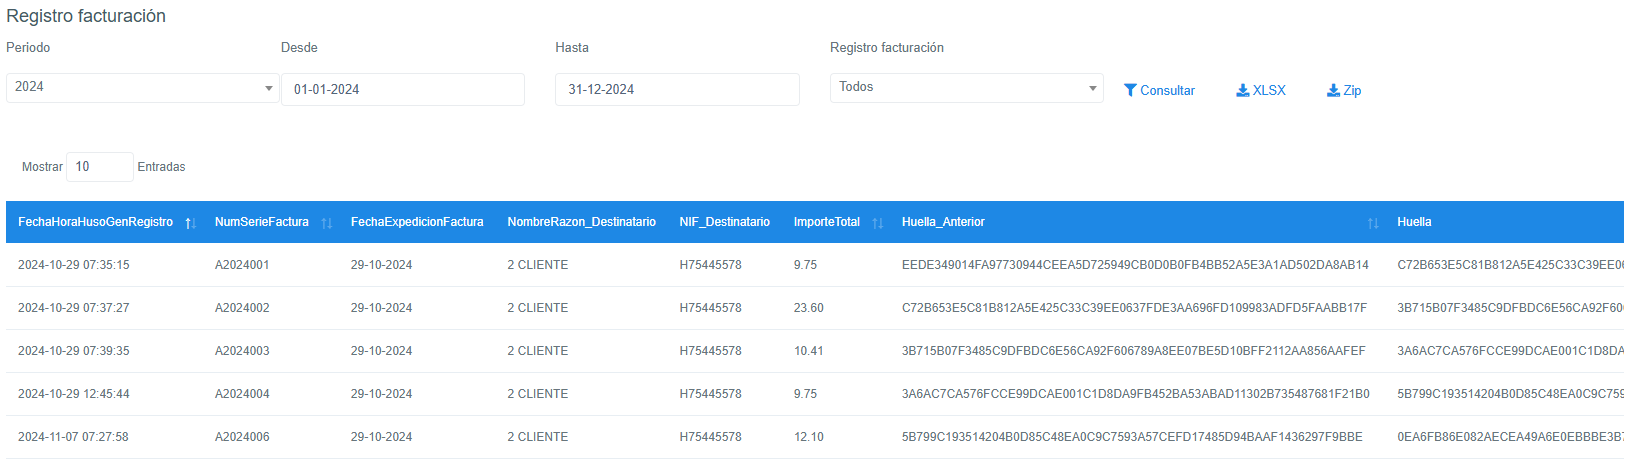 Registro facturación
Periodo Desde Hasta Registro facturación
2024 01-01-2024 31-12-2024 Todos Consultar XLSX Zip
Mostrar 10 Entradas
FechaHoraHusoGenRegistro NumSerieFactura FechaExpedicionFactura NombreRazon_Destinatario NIF_Destinatario ImporteTotal Huella_Anterior Huella
2024-10-29 07:35:15 A2024001 29-10-2024 2 CLIENTE H75445578 9.75 EEDE349014FA97730944CEEA5D725949CB0D0B0FB4BB52A5E3A1AD502DA8AB14 C72B653E5C81B812A5E425C33C39EE06
2024-10-29 07:37:27 A2024002 29-10-2024 2 CLIENTE H75445578 23.60 C72B653E5C81B812A5E425C33C39EE0637FDE3AA696FD109983ADFD5FAABB17F 3B715B07F3485C9DFBDC6E56CA92F606
2024-10-29 07:39:35 A2024003 29-10-2024 2 CLIENTE H75445578 10.41 3B715B07F3485C9DFBDC6E56CA92F606789A8EE07BE5D10BFF2112AA856AAFEF 3A6AC7CA576FCCE99DCAE001C1D8DA
2024-10-29 12:45:44 A2024004 29-10-2024 2 CLIENTE H75445578 9.75 3A6AC7CA576FCCE99DCAE001C1D8DA9FB452BA53ABAD11302B735487681F21B0 5B799C193514204B0D85C48EA0C9C759
2024-11-07 07:27:58 A2024006 29-10-2024 2 CLIENTE H75445578 12.10 5B799C193514204B0D85C48EA0C9C7593A57CEFD17485D94BAAF1436297F9BBE 0EA6FB86E082AECEA49A6E0EBBBE3B7